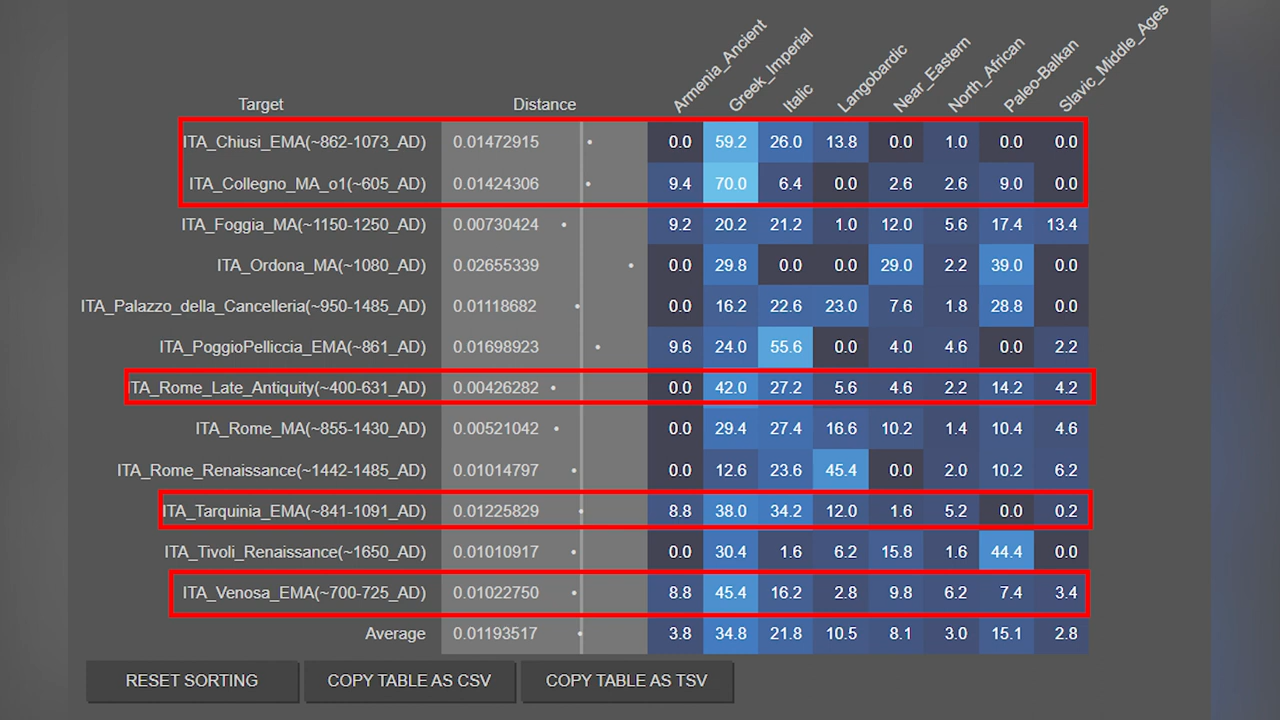 Armenia_Ancient Greek_Imperial Italic Langobardic Near_Eastern North_African Paleo-Balkan Slavic_Middle_Ages
Target Distance
ITA_Chiusi_EMA(~862-1073_AD) 0.01472915 0.0 59.2 26.0 13.8 0.0 1.0 0.0 0.0
ITA_Collegno_MA_o1(~605_AD) 0.01424306 9.4 70.0 6.4 0.0 2.6 2.6 9.0 0.0
ITA_Foggia_MA(~1150-1250_AD) 0.00730424 9.2 20.2 21.2 1.0 12.0 5.6 17.4 13.4
ITA_Ordona_MA(~1080_AD) 0.02655339 0.0 29.8 0.0 0.0 29.0 2.2 39.0 0.0
ITA_Palazzo_della_Cancelleria(~950-1485_AD) 0.01118682 0.0 16.2 22.6 23.0 7.6 1.8 28.8 0.0
ITA_PoggioPelliccia_EMA(~861_AD) 0.01698923 9.6 24.0 55.6 0.0 4.0 4.6 0.0 2.2
ITA_Rome_Late_Antiquity(~400-631_AD) 0.00426282 0.0 42.0 27.2 5.6 4.6 2.2 14.2 4.2
ITA_Rome_MA(~855-1430_AD) 0.00521042 0.0 29.4 27.4 16.6 10.2 1.4 10.4 4.6
ITA_Rome_Renaissance(~1442-1485_AD) 0.01014797 0.0 12.6 23.6 45.4 0.0 2.0 10.2 6.2
ITA_Tarquinia_EMA(~841-1091_AD) 0.01225829 8.8 38.0 34.2 12.0 1.6 5.2 0.0 0.2
ITA_Tivoli_Renaissance(~1650_AD) 0.01010917 0.0 30.4 1.6 6.2 15.8 1.6 44.4 0.0
ITA_Venosa_EMA(~700-725_AD) 0.01022750 8.8 45.4 16.2 2.8 9.8 6.2 7.4 3.4
Average 0.01193517 3.8 34.8 21.8 10.5 8.1 3.0 15.1 2.8
RESET SORTING COPY TABLE AS CSV COPY TABLE AS TSV